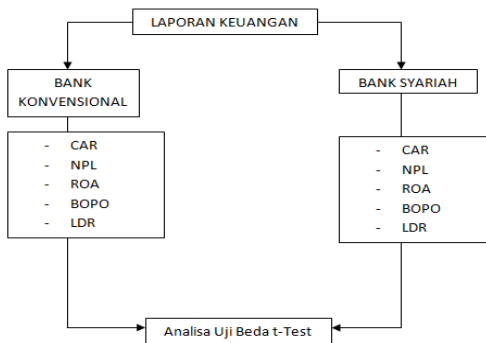 LAPORAN KEUANGAN
BANK
KONVENSIONAL
- CAR
- NPL
- ROA
- BOPO
- LDR
BANK SYARIAH
- CAR
- NPL
- ROA
- BOPO
- LDR
Analisa Uji Beda t-Test